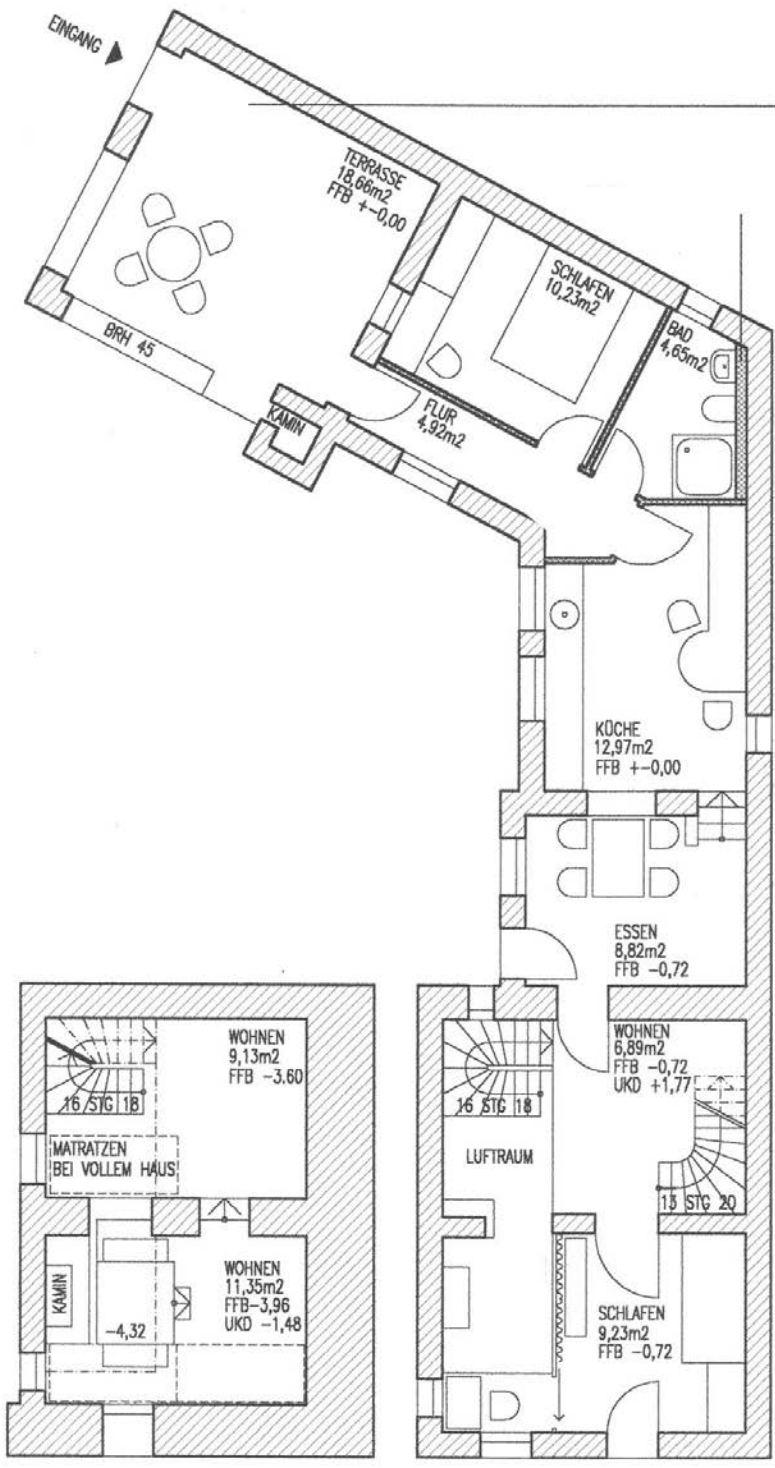 EINGANG
TERRASSE
18,66m2
FFB +-0,00
SCHLAFEN
10,23m2
BAD
4,65m2
BRH 45
KAMIN
FLUR
4,92m2
KÜCHE
12,97m2
FFB +-0,00
ESSEN
8,82m2
FFB -0,72
WOHNEN
9,13m2
FFB -3.60
16 STG 18
MATRATZEN
BEI VOLLEM HAUS
KAMIN
WOHNEN
11,35m2
FFB-3,96
UKD -1,48
-4,32
WOHNEN
6,89m2
FFB -0,72
UKD +1,77
16 STG 18
LUFTRAUM
13 STG 20
SCHLAFEN
9,23m2
FFB -0,72